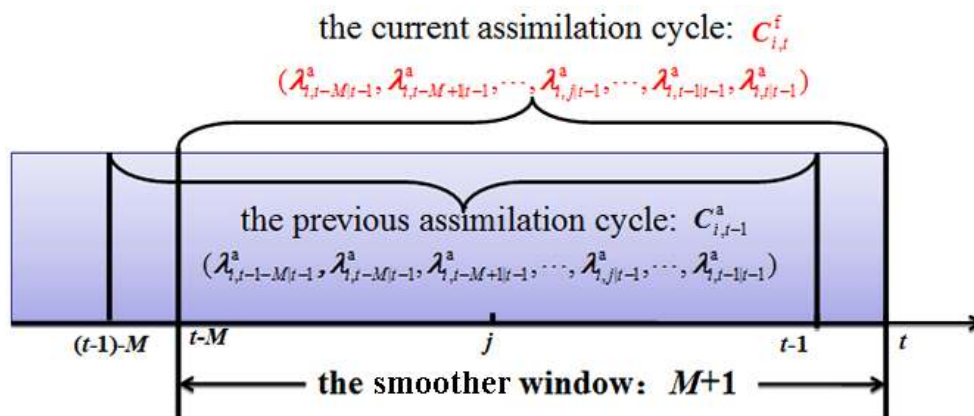 the current assimilation cycle: C^f_{i,t}
(λ^a_{i,t−M|t−1}, λ^a_{i,t−M+1|t−1}, ⋯, λ^a_{i,j|t−1}, ⋯, λ^a_{i,t−1|t−1}, λ^a_{i,t|t−1})
the previous assimilation cycle: C^a_{i,t−1}
(λ^a_{i,t−1−M|t−1}, λ^a_{i,t−M|t−1}, λ^a_{i,t−M+1|t−1}, ⋯, λ^a_{i,j|t−1}, ⋯, λ^a_{i,t−1|t−1})
(t-1)-M t-M j t-1 t
the smoother window: M+1